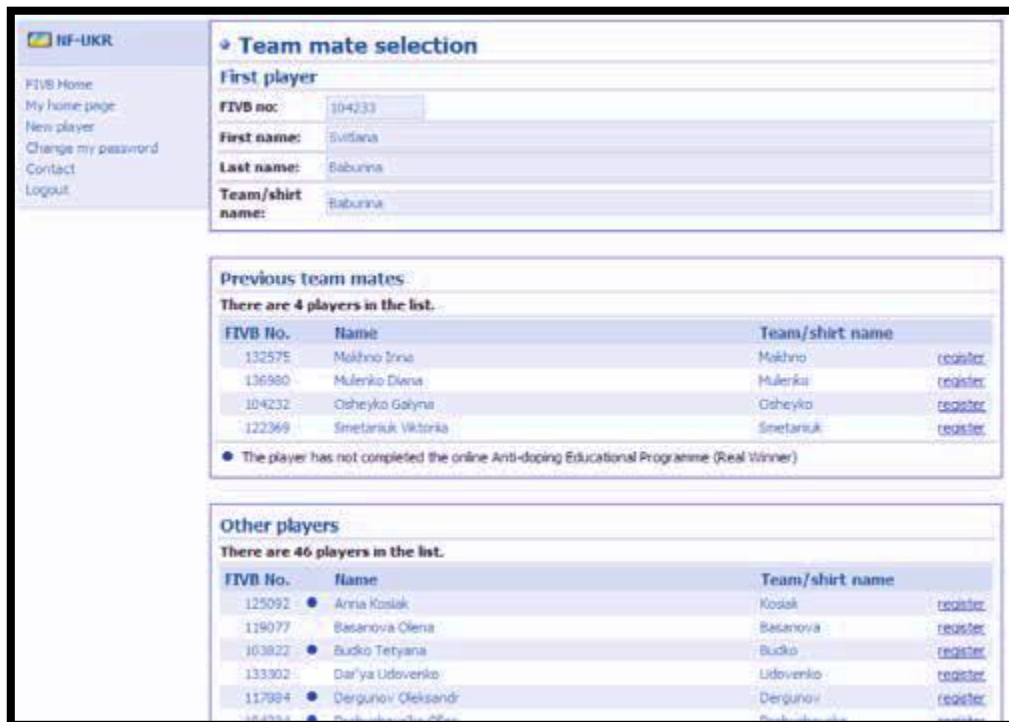 NF-UKR
FIVB Home
My home page
New player
Change my password
Contact
Logout
Team mate selection
First player
FIVB no: 104233
First name: Svitlana
Last name: Baburina
Team/shirt name: Baburina
Previous team mates
There are 4 players in the list.
FIVB No. Name Team/shirt name
132575 Makhno Inna Makhno register
136980 Mulenko Diana Mulenko register
104232 Osheyko Galyna Osheyko register
122369 Smetaniuk Viktoriia Smetaniuk register
The player has not completed the online Anti-doping Educational Programme (Real Winner)
Other players
There are 46 players in the list.
FIVB No. Name Team/shirt name
125092 Anna Kosiak Kosiak register
119077 Basanova Olena Basanova register
103822 Budko Tetyana Budko register
133302 Dar'ya Udovenko Udovenko register
117884 Dergunov Oleksandr Dergunov register